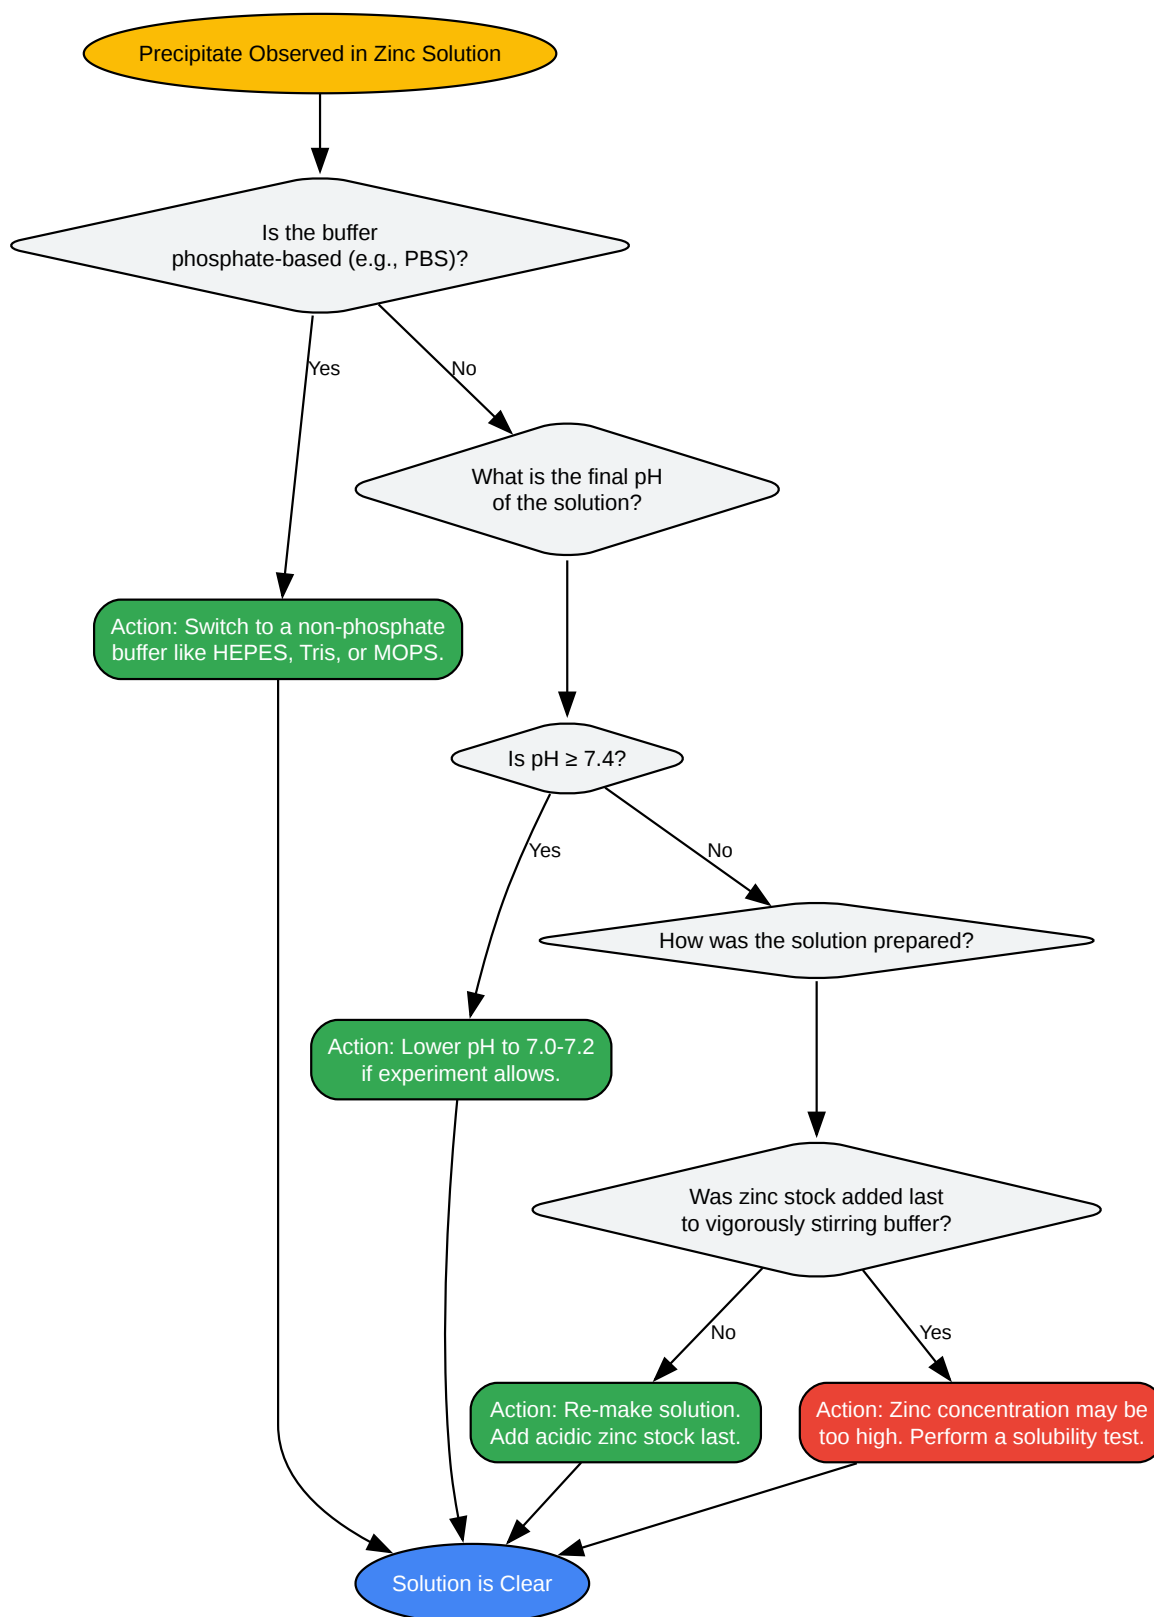 Precipitate Observed in Zinc Solution
Is the buffer
phosphate-based (e.g., PBS)?
Yes
No
What is the final pH
of the solution?
Action: Switch to a non-phosphate
buffer like HEPES, Tris, or MOPS.
Is pH ≥ 7.4?
Yes
No
How was the solution prepared?
Action: Lower pH to 7.0-7.2
if experiment allows.
Was zinc stock added last
to vigorously stirring buffer?
No
Yes
Action: Re-make solution.
Add acidic zinc stock last.
Action: Zinc concentration may be
too high. Perform a solubility test.
Solution is Clear